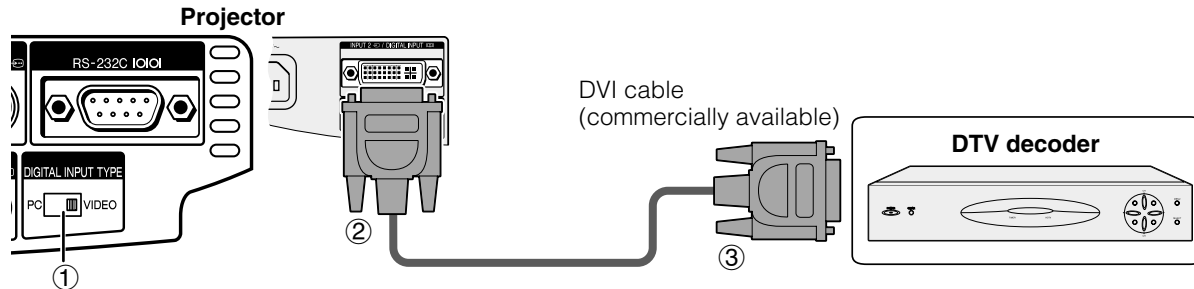 Projector
RS-232C IOIOI
INPUT 2 / DIGITAL INPUT
DVI cable
(commercially available)
DTV decoder
DIGITAL INPUT TYPE
PC
VIDEO
①
②
③